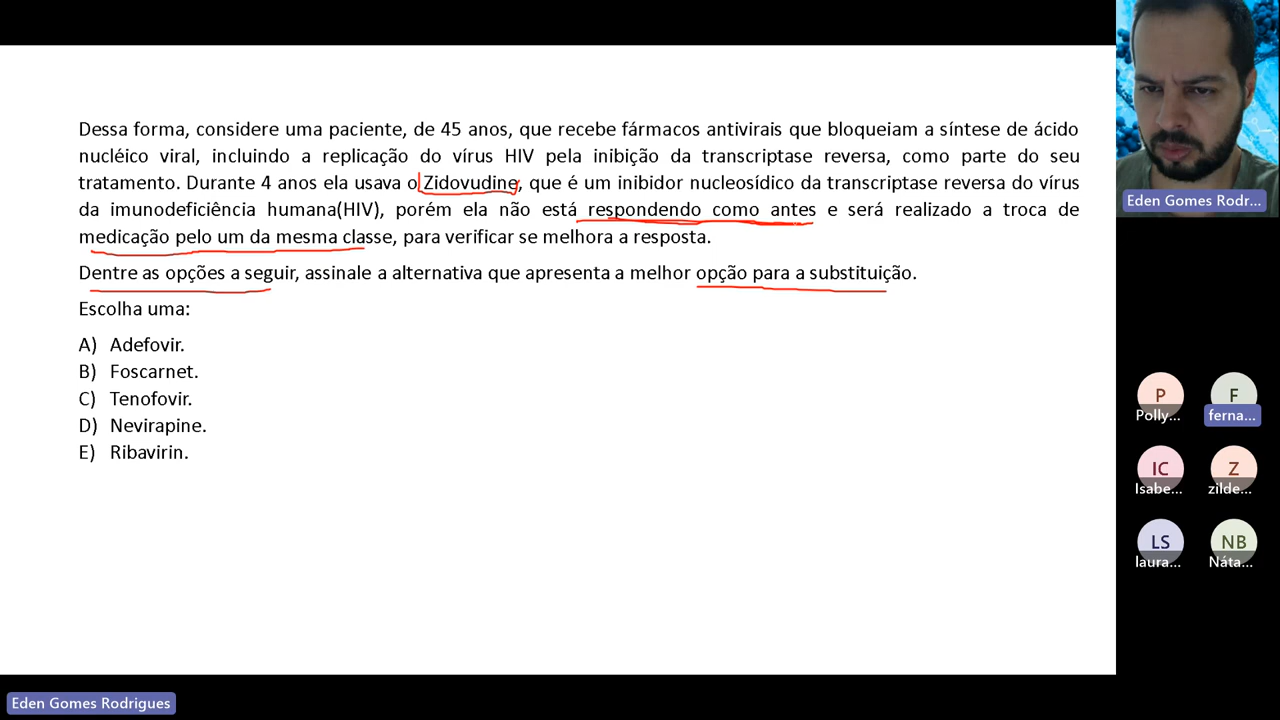 Dessa forma, considere uma paciente, de 45 anos, que recebe fármacos antivirais que bloqueiam a síntese de ácido
nucléico viral, incluindo a replicação do vírus HIV pela inibição da transcriptase reversa, como parte do seu
tratamento. Durante 4 anos ela usava o Zidovudine, que é um inibidor nucleosídico da transcriptase reversa do vírus
da imunodeficiência humana(HIV), porém ela não está respondendo como antes e será realizado a troca de
medicação pelo um da mesma classe, para verificar se melhora a resposta.
Dentre as opções a seguir, assinale a alternativa que apresenta a melhor opção para a substituição.
Escolha uma:
A) Adefovir.
B) Foscarnet.
C) Tenofovir.
D) Nevirapine.
E) Ribavirin.
Eden Gomes Rodr...
P
Polly...
F
ferna...
IC
Isabe...
Z
zilde...
LS
laura...
NB
Náta...
Eden Gomes Rodrigues